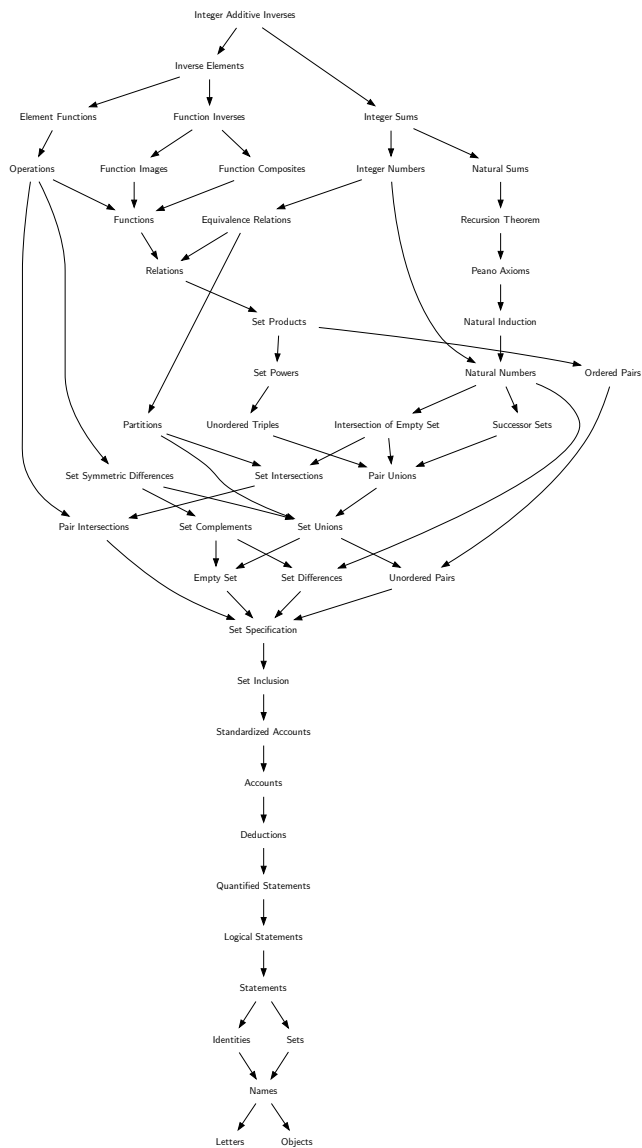 Integer Additive Inverses
Inverse Elements
Element Functions
Function Inverses
Integer Sums
Operations
Function Images
Function Composites
Integer Numbers
Natural Sums
Functions
Equivalence Relations
Recursion Theorem
Relations
Peano Axioms
Set Products
Natural Induction
Set Powers
Natural Numbers
Ordered Pairs
Partitions
Unordered Triples
Intersection of Empty Set
Successor Sets
Set Symmetric Differences
Set Intersections
Pair Unions
Pair Intersections
Set Complements
Set Unions
Empty Set
Set Differences
Unordered Pairs
Set Specification
Set Inclusion
Standardized Accounts
Accounts
Deductions
Quantified Statements
Logical Statements
Statements
Identities
Sets
Names
Letters
Objects